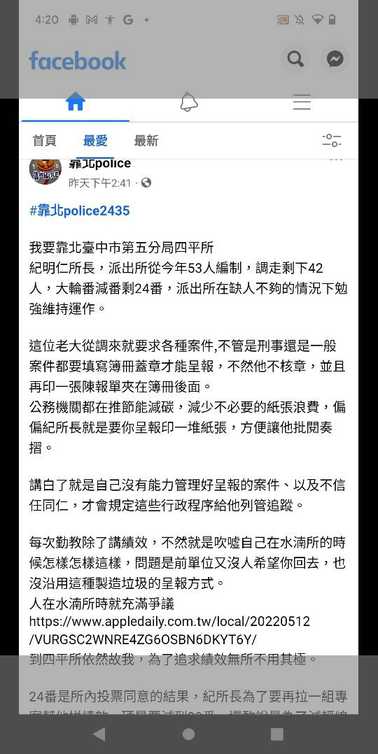 4:20
facebook
首頁 最愛 最新
靠北police
昨天下午2:41
#靠北police2435
我要靠北臺中市第五分局四平所
紀明仁所長，派出所從今年53人編制，調走剩下42
人，大輪番減番剩24番，派出所在缺人不夠的情況下勉
強維持運作。
這位老大從調來就要求各種案件,不管是刑事還是一般
案件都要填寫簿冊蓋章才能呈報，不然他不核章，並且
再印一張陳報單夾在簿冊後面。
公務機關都在推節能減碳，減少不必要的紙張浪費，偏
偏紀所長就是要你呈報印一堆紙張，方便讓他批閱奏
摺。
講白了就是自己沒有能力管理好呈報的案件、以及不信
任同仁，才會規定這些行政程序給他列管追蹤。
每次勤教除了講績效，不然就是吹噓自己在水湳所的時
候怎樣怎樣這樣，問題是前單位又沒人希望你回去，也
沒沿用這種製造垃圾的呈報方式。
人在水湳所時就充滿爭議
https://www.appledaily.com.tw/local/20220512
/VURGSC2WNRE4ZG6OSBN6DKYT6Y/
到四平所依然故我，為了追求績效無所不用其極。
24番是所內投票同意的結果，紀所長為了要再拉一組專